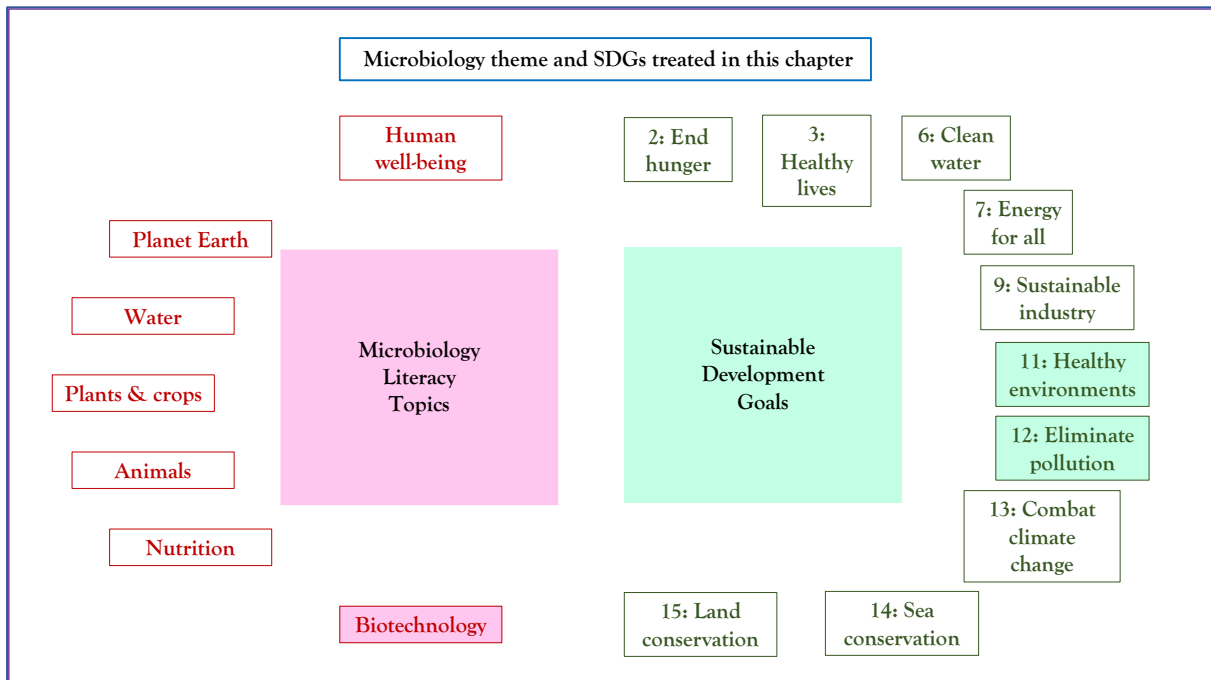 Microbiology theme and SDGs treated in this chapter
Human
well-being
2: End
hunger
3:
Healthy
lives
6: Clean
water
7: Energy
for all
Planet Earth
9: Sustainable
industry
Water
Microbiology
Literacy
Topics
Sustainable
Development
Goals
11: Healthy
environments
Plants & crops
12: Eliminate
pollution
Animals
13: Combat
climate
change
Nutrition
Biotechnology
15: Land
conservation
14: Sea
conservation